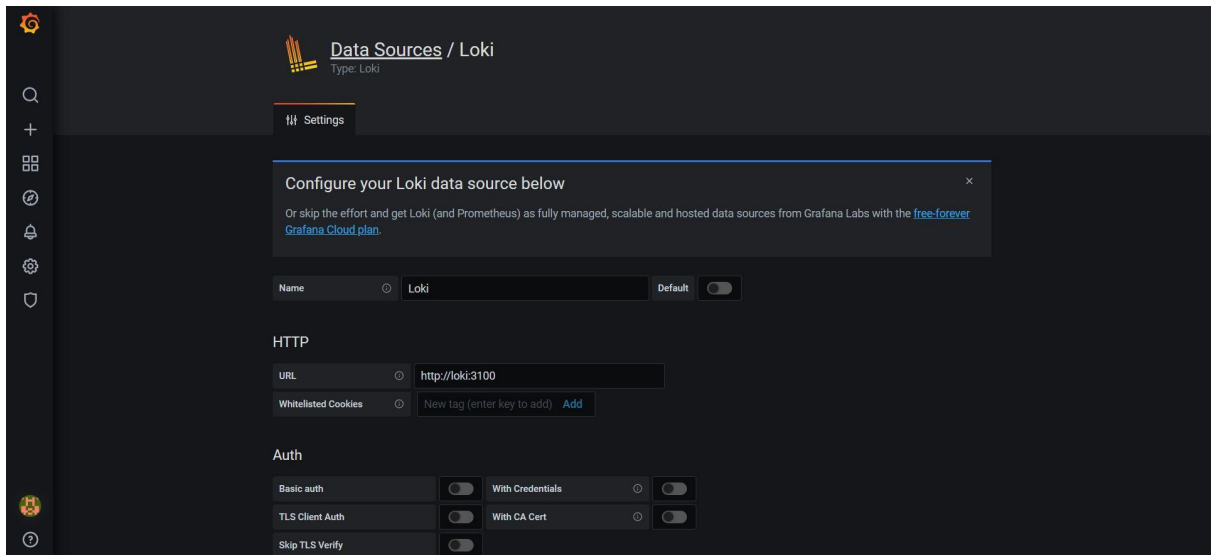 Data Sources / Loki
Type: Loki
Settings
Configure your Loki data source below
Or skip the effort and get Loki (and Prometheus) as fully managed, scalable and hosted data sources from Grafana Labs with the free-forever
Grafana Cloud plan.
Name Loki Default
HTTP
URL http://loki:3100
Whitelisted Cookies New tag (enter key to add) Add
Auth
Basic auth With Credentials
TLS Client Auth With CA Cert
Skip TLS Verify